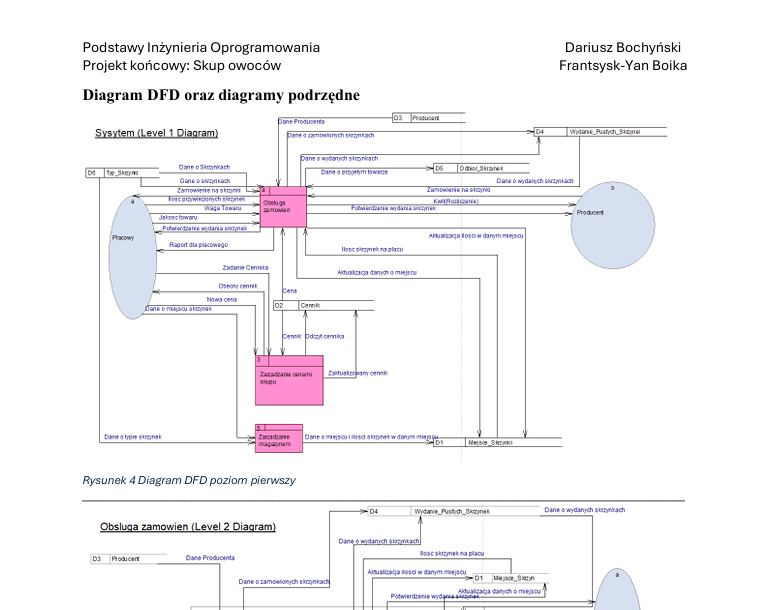 Podstawy Inżynieria Oprogramowania
Dariusz Bochyński
Projekt końcowy: Skup owoców
Frantsysk-Yan Boika
Diagram DFD oraz diagramy podrzędne
Sysytem (Level 1 Diagram)
D3 Producent
Dane Producenta
D4 Wydanie_Pustych_Skrzynel
Dane o zamowionych skrzynkach
Dane o wydanych skrzynkach
D5 Odbior_Skrzynek
Dane o przyjetym towarze
D6 Typ_Skrzynki
Dane o Skrzynkach
Dane o skrzynkach
Dane o wydanych skrzynkach
Zamowienie na skrzynki
Zamowienie na skrzynki
Ilosc przywiezionych skrzynek
Kwit(Rozliczenie)
Waga Towaru
Potwierdzenie wydania skrzynek
Jakosc towaru
Potwierdzenie wydania skrzynek
a
Placowy
4
Obsluga
zamowien
b
Producent
Aktualizacja ilosci w danym miejscu
Raport dla placowego
Ilosc skrzynek na placu
Zadanie Cennika
Aktualizacja danych o miejscu
Obecny cennik
Cena
Nowa cena
D2 Cennik
Dane o miejscu skrzynek
Cennik
Odczyt cennika
3
Zarzadzanie cenami
skupu
Zaktualizowany cennik
5
Zarzadzanie
magazynem
Dane o typie skrzynek
Dane o miejscu i ilosci skrzynek w danym miejscu
D1 Miejsce_Skrzynki
Rysunek 4 Diagram DFD poziom pierwszy
Obsluga zamowien (Level 2 Diagram)
D4 Wydanie_Pustych_Skrzynek
Dane o wydanych skrzynkach
Dane o wydanych skrzynkach
D3 Producent
Dane Producenta
Ilosc skrzynek na placu
Aktualizacja ilosci w danym miejscu
D1 Miejsce_Skrzyn
a
Dane o zamowionych skrzynkach
Aktualizacja danych o miejscu
Potwierdzenie wydania skrzynek